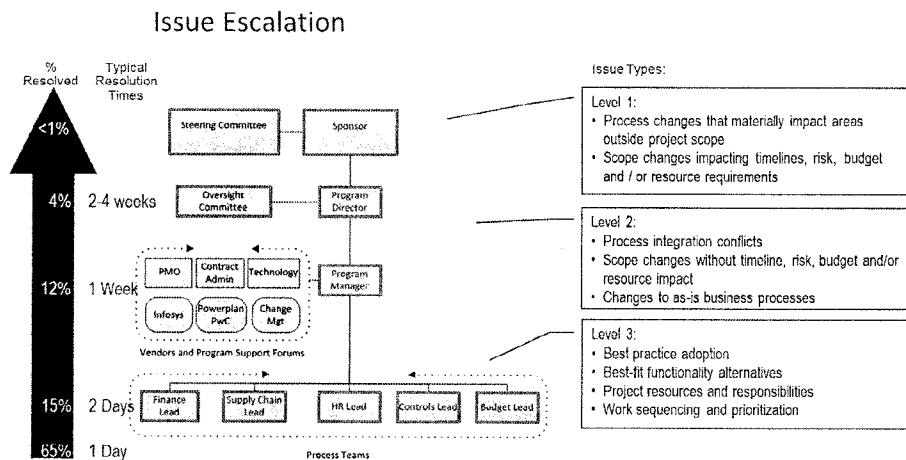 Issue Escalation
%
Resolved
Typical
Resolution
Times
<1%
Steering Committee
Sponsor
4%
2-4 weeks
Oversight
Committee
Program
Director
12%
1 Week
PMO
Contract
Admin
Technology
Program
Manager
Infosys
Powerplan
PwC
Change
Mgt
Vendors and Program Support Forums
15%
2 Days
Finance
Lead
Supply Chain
Lead
HR Lead
Controls Lead
Budget Lead
65%
1 Day
Process Teams
Issue Types:
Level 1:
• Process changes that materially impact areas
outside project scope
• Scope changes impacting timelines, risk, budget
and / or resource requirements
Level 2:
• Process integration conflicts
• Scope changes without timeline, risk, budget and/or
resource impact
• Changes to as-is business processes
Level 3:
• Best practice adoption
• Best-fit functionality alternatives
• Project resources and responsibilities
• Work sequencing and prioritization